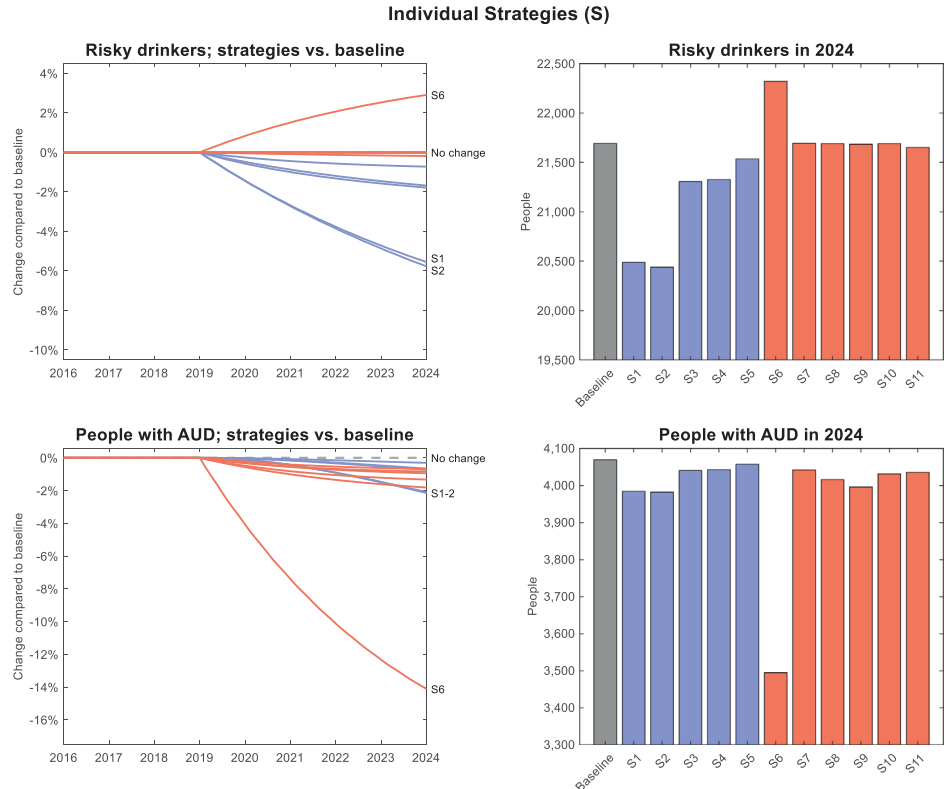 Individual Strategies (S)
Risky drinkers; strategies vs. baseline
Change compared to baseline
4%
2%
0%
-2%
-4%
-6%
-8%
-10%
S6
No change
S1
S2
2016 2017 2018 2019 2020 2021 2022 2023 2024
Risky drinkers in 2024
People
22,500
22,000
21,500
21,000
20,500
20,000
19,500
Baseline S1 S2 S3 S4 S5 S6 S7 S8 S9 S10 S11
People with AUD; strategies vs. baseline
Change compared to baseline
0%
-2%
-4%
-6%
-8%
-10%
-12%
-14%
-16%
No change
S1-2
S6
2016 2017 2018 2019 2020 2021 2022 2023 2024
People with AUD in 2024
People
4,100
4,000
3,900
3,800
3,700
3,600
3,500
3,400
3,300
Baseline S1 S2 S3 S4 S5 S6 S7 S8 S9 S10 S11